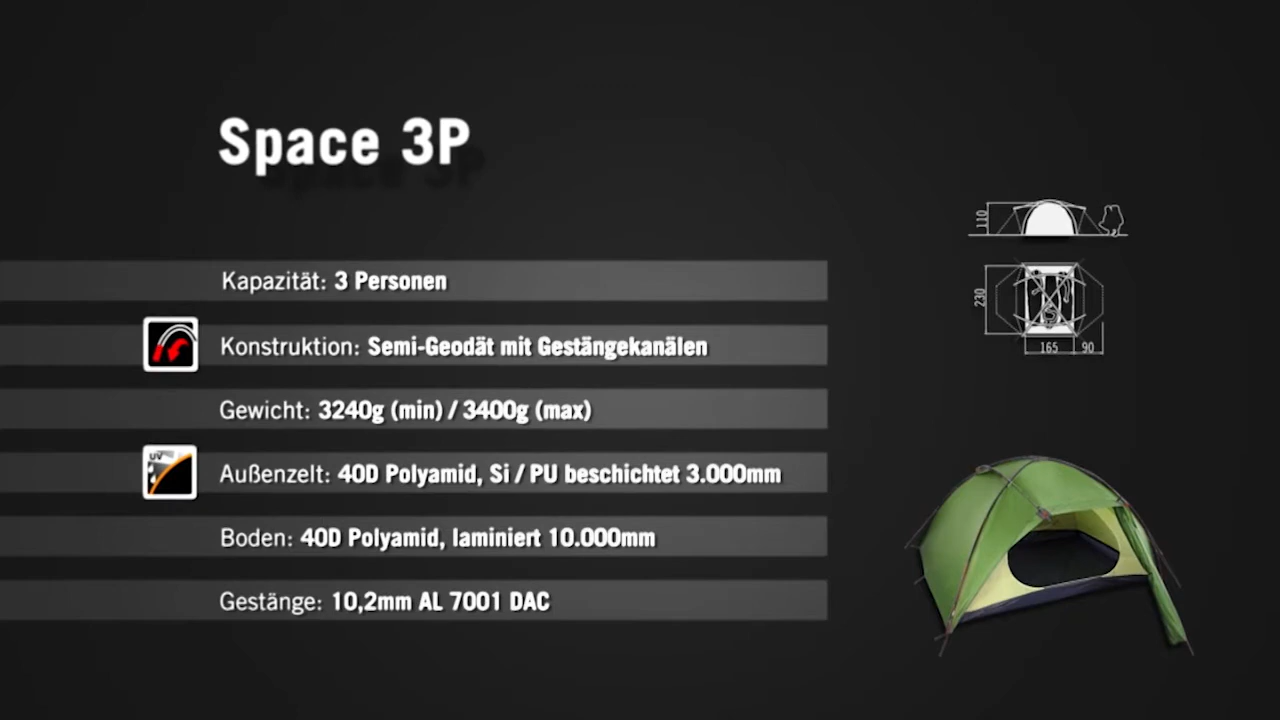 Space 3P
Kapazität: 3 Personen
Konstruktion: Semi-Geodät mit Gestängekanälen
Gewicht: 3240g (min) / 3400g (max)
UV
Außenzelt: 40D Polyamid, Si / PU beschichtet 3.000mm
Boden: 40D Polyamid, laminiert 10.000mm
Gestänge: 10,2mm AL 7001 DAC
110
230
165 90